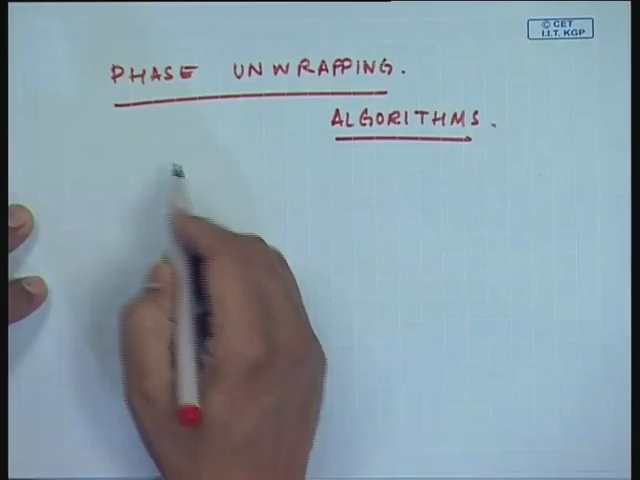 © CET
I.I.T. KGP
PHASE UNWRAPPING.
ALGORITHMS.